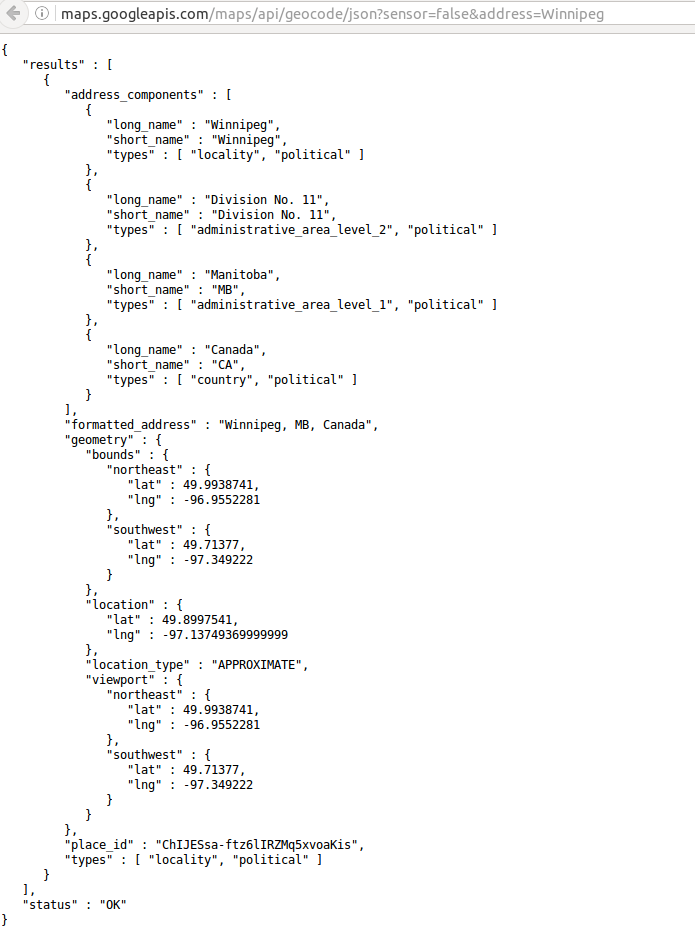 maps.googleapis.com/maps/api/geocode/json?sensor=false&address=Winnipeg
{
   "results" : [
      {
         "address_components" : [
            {
               "long_name" : "Winnipeg",
               "short_name" : "Winnipeg",
               "types" : [ "locality", "political" ]
            },
            {
               "long_name" : "Division No. 11",
               "short_name" : "Division No. 11",
               "types" : [ "administrative_area_level_2", "political" ]
            },
            {
               "long_name" : "Manitoba",
               "short_name" : "MB",
               "types" : [ "administrative_area_level_1", "political" ]
            },
            {
               "long_name" : "Canada",
               "short_name" : "CA",
               "types" : [ "country", "political" ]
            }
         ],
         "formatted_address" : "Winnipeg, MB, Canada",
         "geometry" : {
            "bounds" : {
               "northeast" : {
                  "lat" : 49.9938741,
                  "lng" : -96.9552281
               },
               "southwest" : {
                  "lat" : 49.71377,
                  "lng" : -97.349222
               }
            },
            "location" : {
               "lat" : 49.8997541,
               "lng" : -97.13749369999999
            },
            "location_type" : "APPROXIMATE",
            "viewport" : {
               "northeast" : {
                  "lat" : 49.9938741,
                  "lng" : -96.9552281
               },
               "southwest" : {
                  "lat" : 49.71377,
                  "lng" : -97.349222
               }
            }
         },
         "place_id" : "ChIJESsa-ftz6lIRZMq5xvoaKis",
         "types" : [ "locality", "political" ]
      }
   ],
   "status" : "OK"
}